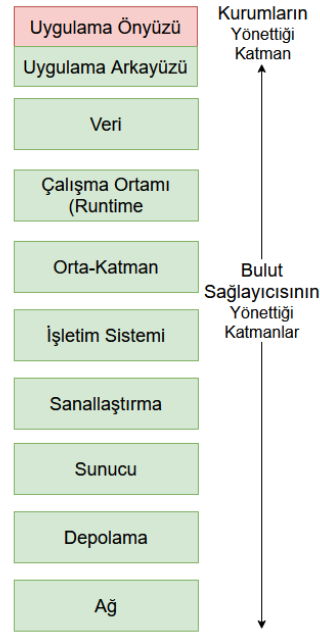 Uygulama Önyüzü
Kurumların
Yönettiği
Katman
Uygulama Arkayüzü
Veri
Çalışma Ortamı
(Runtime
Orta-Katman
Bulut
Sağlayıcısının
Yönettiği
Katmanlar
İşletim Sistemi
Sanallaştırma
Sunucu
Depolama
Ağ